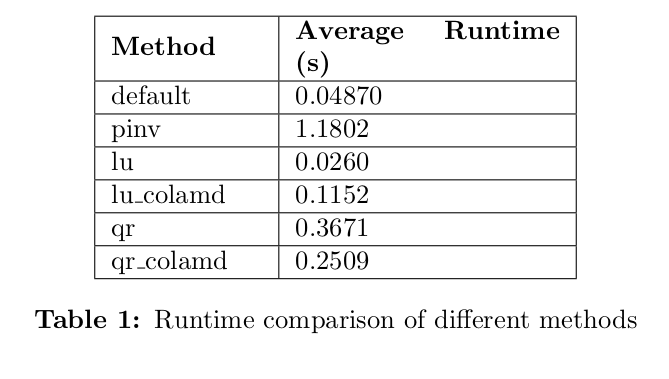 Method
Average Runtime
(s)
default 0.04870
pinv 1.1802
lu 0.0260
lu_colamd 0.1152
qr 0.3671
qr_colamd 0.2509
Table 1: Runtime comparison of different methods